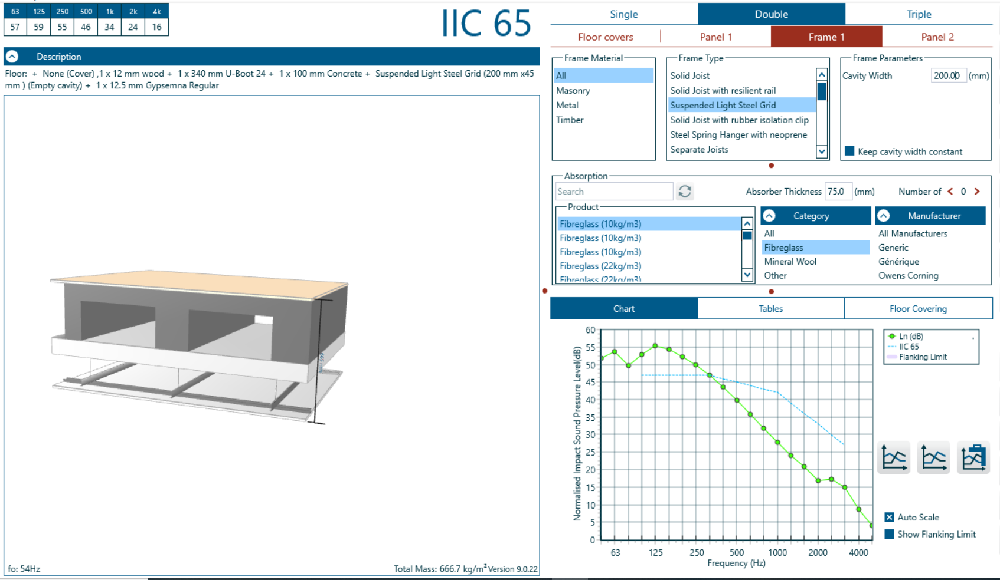 63 125 250 500 1k 2k 4k
57 59 55 46 34 24 16
IIC 65
Description
Floor: + None (Cover) ,1 x 12 mm wood + 1 x 340 mm U-Boot 24 + 1 x 100 mm Concrete + Suspended Light Steel Grid (200 mm x45
mm ) (Empty cavity) + 1 x 12.5 mm Gypsemna Regular
665 mm
fo: 54Hz
Total Mass: 666.7 kg/m² Version 9.0.22
Single Double Triple
Floor covers Panel 1 Frame 1 Panel 2
Frame Material
All
Masonry
Metal
Timber
Frame Type
Solid Joist
Solid Joist with resilient rail
Suspended Light Steel Grid
Solid Joist with rubber isolation clip
Steel Spring Hanger with neoprene
Separate Joists
Frame Parameters
Cavity Width 200.00 (mm)
Keep cavity width constant
Absorption
Search
Absorber Thickness 75.0 (mm) Number of < 0 >
Product
Fibreglass (10kg/m3)
Fibreglass (10kg/m3)
Fibreglass (10kg/m3)
Fibreglass (22kg/m3)
Fibreglass (22kg/m3)
Category
All
Fibreglass
Mineral Wool
Other
Manufacturer
All Manufacturers
Generic
Générique
Owens Corning
Chart Tables Floor Covering
Normalised Impact Sound Pressure Level(dB)
60
55
50
45
40
35
30
25
20
15
10
5
0
63 125 250 500 1000 2000 4000
Frequency (Hz)
Ln (dB)
IIC 65
Flanking Limit
Auto Scale
Show Flanking Limit